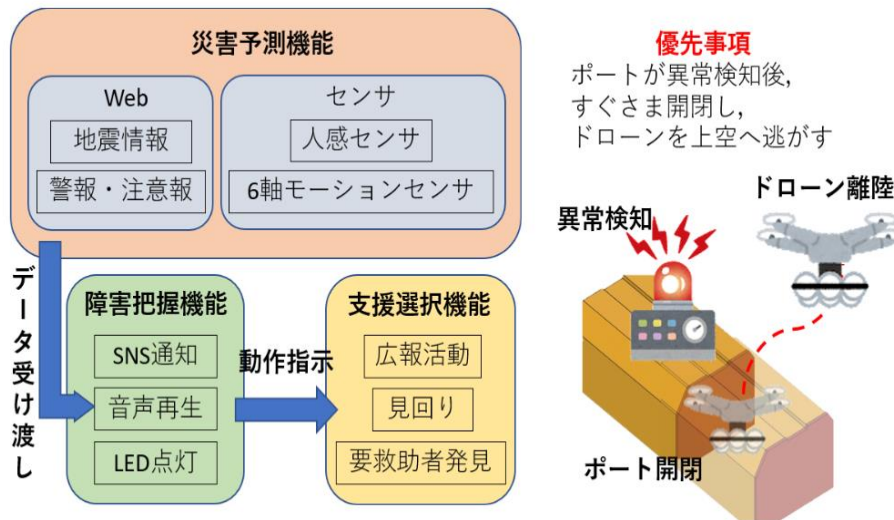 災害予測機能
Web
地震情報
警報・注意報
センサ
人感センサ
6軸モーションセンサ
データ受け渡し
障害把握機能
SNS通知
音声再生
LED点灯
動作指示
支援選択機能
広報活動
見回り
要救助者発見
優先事項
ポートが異常検知後,
すぐさま開閉し,
ドローンを上空へ逃がす
ドローン離陸
異常検知
ポート開閉